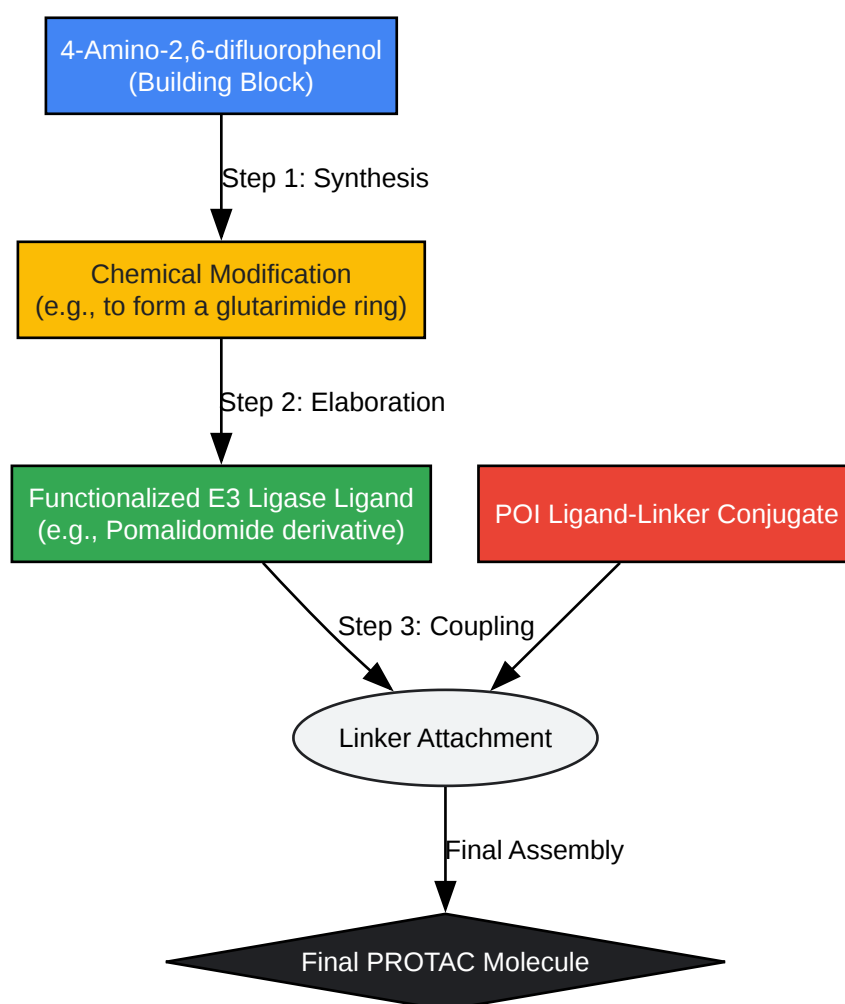 4-Amino-2,6-difluorophenol
(Building Block)
Step 1: Synthesis
Chemical Modification
(e.g., to form a glutarimide ring)
Step 2: Elaboration
Functionalized E3 Ligase Ligand
(e.g., Pomalidomide derivative)
POI Ligand-Linker Conjugate
Step 3: Coupling
Linker Attachment
Final Assembly
Final PROTAC Molecule